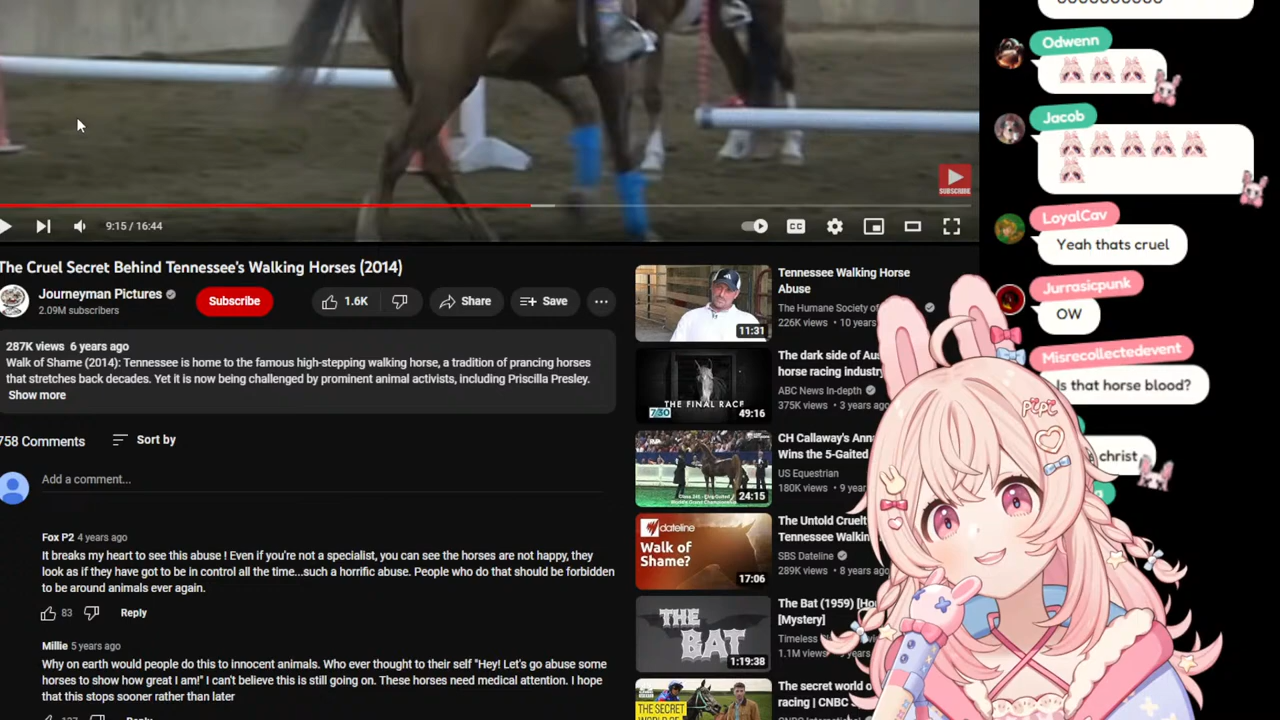 SUBSCRIBE
9:15 / 16:44
CC
The Cruel Secret Behind Tennessee's Walking Horses (2014)
Journeyman Pictures
2.09M subscribers
Subscribe
1.6K
Share
Save
287K views 6 years ago
Walk of Shame (2014): Tennessee is home to the famous high-stepping walking horse, a tradition of prancing horses
that stretches back decades. Yet it is now being challenged by prominent animal activists, including Priscilla Presley.
Show more
758 Comments
Sort by
Add a comment...
Fox P2 4 years ago
It breaks my heart to see this abuse ! Even if you're not a specialist, you can see the horses are not happy, they
look as if they have got to be in control all the time...such a horrific abuse. People who do that should be forbidden
to be around animals ever again.
83
Reply
Millie 5 years ago
Why on earth would people do this to innocent animals. Who ever thought to their self "Hey! Let's go abuse some
horses to show how great I am!" I can't believe this is still going on. These horses need medical attention. I hope
that this stops sooner rather than later
11:31
Tennessee Walking Horse
Abuse
The Humane Society of
226K views • 10 years
THE FINAL RACE
7.30
49:16
The dark side of
horse racing industry
ABC News In-depth
375K views • 3 years ago
24:15
CH Callaway's
Wins the 5-Gaited
US Equestrian
180K views • 9
dateline
Walk of
Shame?
17:06
The Untold
Tennessee
SBS Dateline
289K views • 8 years
THE
BAT
1:19:38
The Bat (1959)
[Mystery]
Timeless
1.1M views
THE SECRET
WORLD OF
The secret world
racing | CNBC
Odwenn
Jacob
LoyalCav
Yeah thats cruel
Jurrasicpunk
OW
Misrecollectedevent
Is that horse blood?
christ
PiPi